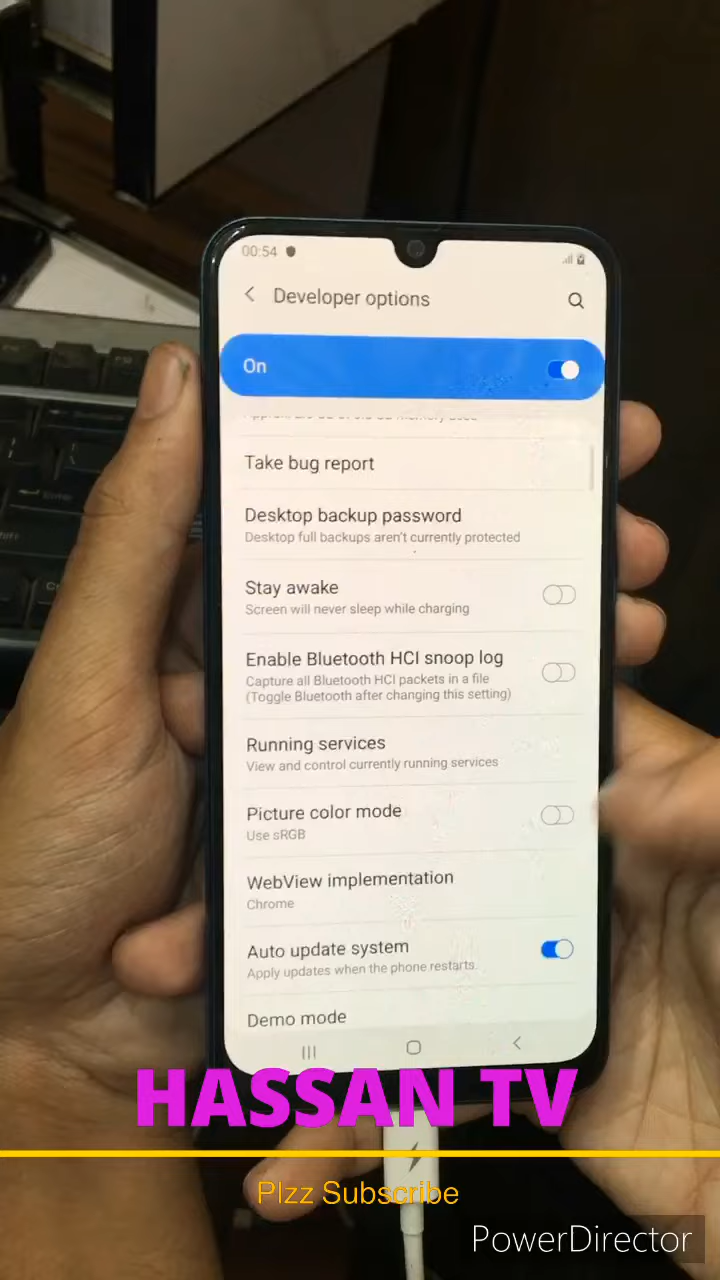 00:54
Developer options
On
Take bug report
Desktop backup password
Desktop full backups aren't currently protected
Stay awake
Screen will never sleep while charging
Enable Bluetooth HCI snoop log
Capture all Bluetooth HCI packets in a file
(Toggle Bluetooth after changing this setting)
Running services
View and control currently running services
Picture color mode
Use sRGB
WebView implementation
Chrome
Auto update system
Apply updates when the phone restarts.
Demo mode
HASSAN TV
Plzz Subscribe
PowerDirector
Enter